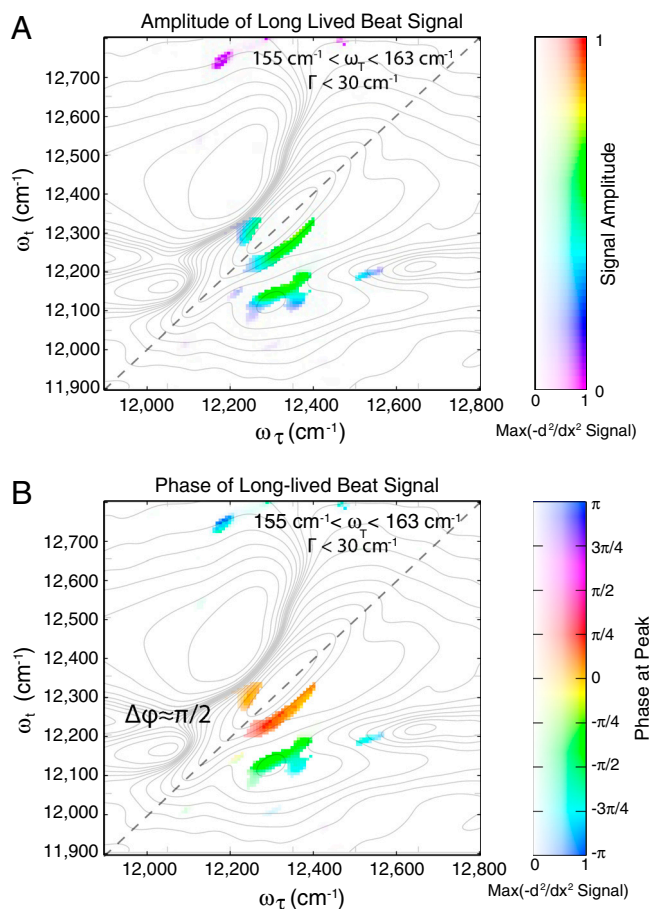 A
Amplitude of Long Lived Beat Signal
155 cm⁻¹ < ω_T < 163 cm⁻¹
Γ < 30 cm⁻¹
12,700
12,600
12,500
12,400
12,300
12,200
12,100
12,000
11,900
ω_t (cm⁻¹)
12,000 12,200 12,400 12,600 12,800
ω_τ (cm⁻¹)
1
0
Signal Amplitude
0 1
Max(-d²/dx² Signal)
B
Phase of Long-lived Beat Signal
155 cm⁻¹ < ω_T < 163 cm⁻¹
Γ < 30 cm⁻¹
Δφ≈π/2
12,700
12,600
12,500
12,400
12,300
12,200
12,100
12,000
11,900
ω_t (cm⁻¹)
12,000 12,200 12,400 12,600 12,800
ω_τ (cm⁻¹)
π
3π/4
π/2
π/4
0
-π/4
-π/2
-3π/4
-π
Phase at Peak
0 1
Max(-d²/dx² Signal)